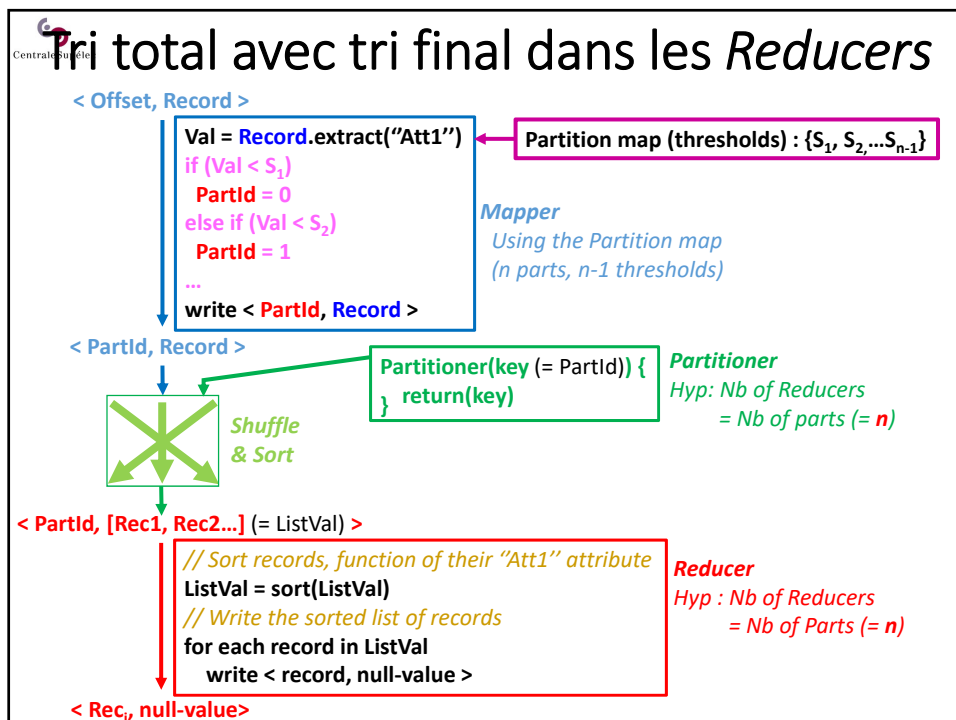 CentraleSupélec
Tri total avec tri final dans les Reducers
< Offset, Record >
Val = Record.extract(“Att1’’)
Partition map (thresholds) : {S1, S2,…Sn-1}
if (Val < S1)
PartId = 0
else if (Val < S2)
PartId = 1
…
write < PartId, Record >
Mapper
Using the Partition map
(n parts, n-1 thresholds)
< PartId, Record >
Partitioner(key (= PartId)) {
return(key)
}
Partitioner
Hyp: Nb of Reducers
= Nb of parts (= n)
Shuffle
& Sort
< PartId, [Rec1, Rec2…] (= ListVal) >
// Sort records, function of their “Att1’’ attribute
ListVal = sort(ListVal)
// Write the sorted list of records
for each record in ListVal
write < record, null-value >
Reducer
Hyp : Nb of Reducers
= Nb of Parts (= n)
< Reci, null-value>